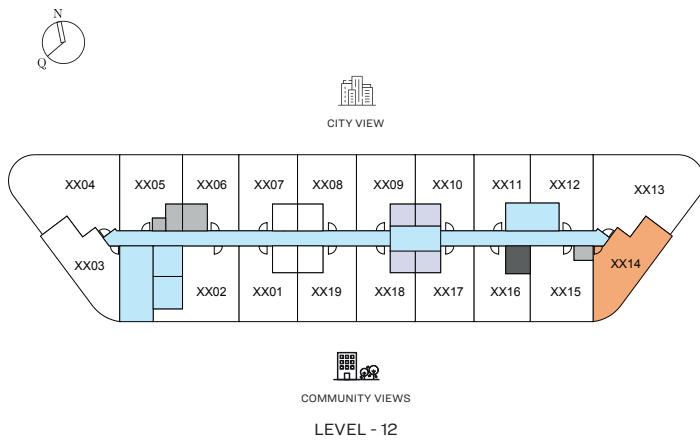 N
Q
CITY VIEW
XX04 XX05 XX06 XX07 XX08 XX09 XX10 XX11 XX12 XX13
XX03 XX14
XX02 XX01 XX19 XX18 XX17 XX16 XX15
COMMUNITY VIEWS
LEVEL - 12